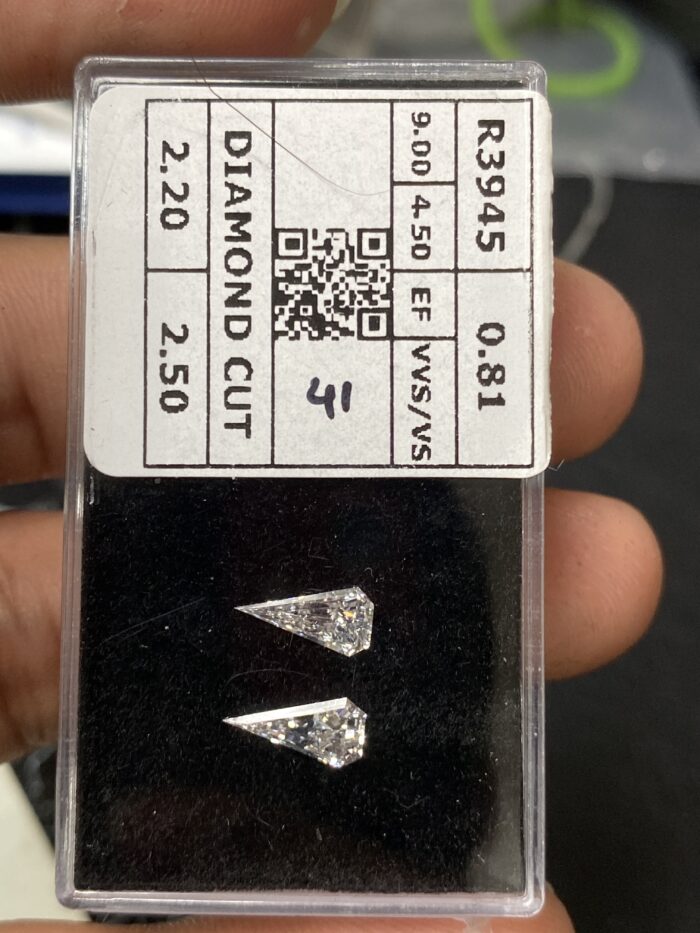 R3945 0.81
9.00 4.50 EF VVS/VS
41
DIAMOND CUT
2.20 2.50